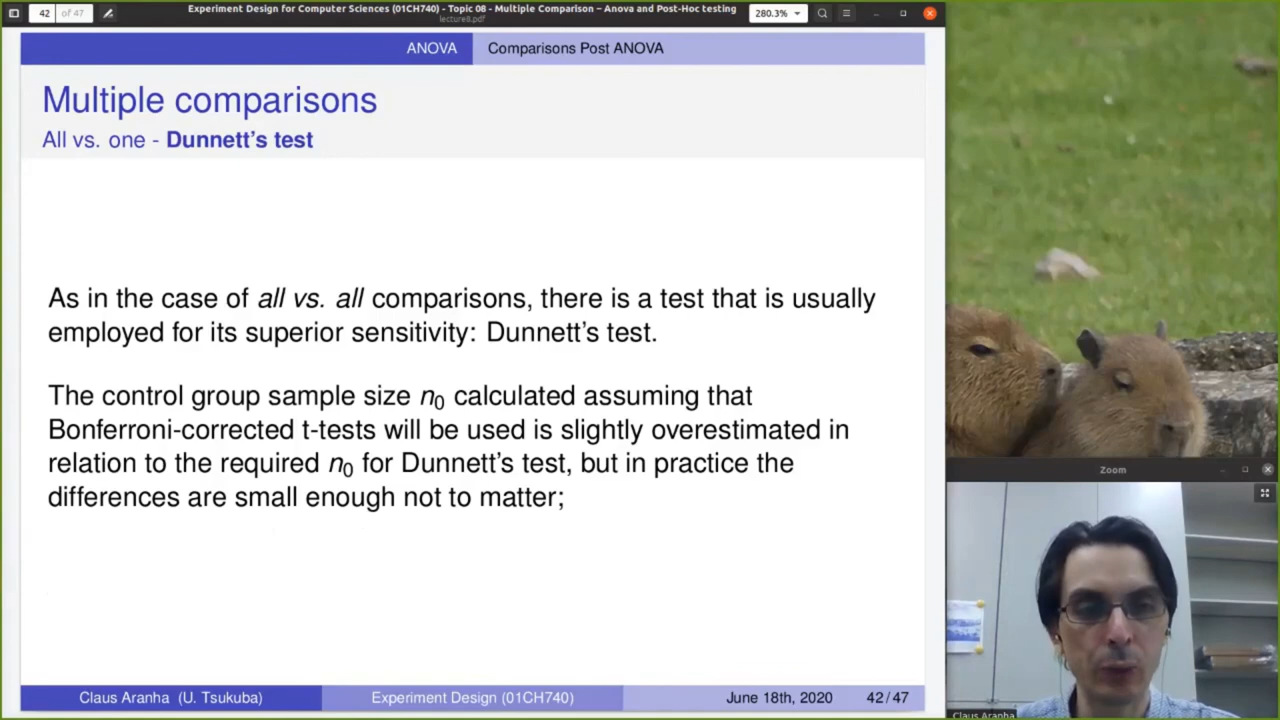 42 of 47
Experiment Design for Computer Sciences (01CH740) - Topic 08 - Multiple Comparison – Anova and Post-Hoc testing
lecture8.pdf
280.3%
ANOVA Comparisons Post ANOVA
Multiple comparisons
All vs. one - Dunnett's test
As in the case of all vs. all comparisons, there is a test that is usually
employed for its superior sensitivity: Dunnett's test.
The control group sample size n0 calculated assuming that
Bonferroni-corrected t-tests will be used is slightly overestimated in
relation to the required n0 for Dunnett's test, but in practice the
differences are small enough not to matter;
Claus Aranha (U. Tsukuba) Experiment Design (01CH740) June 18th, 2020 42/47
Zoom
Claus Aranha